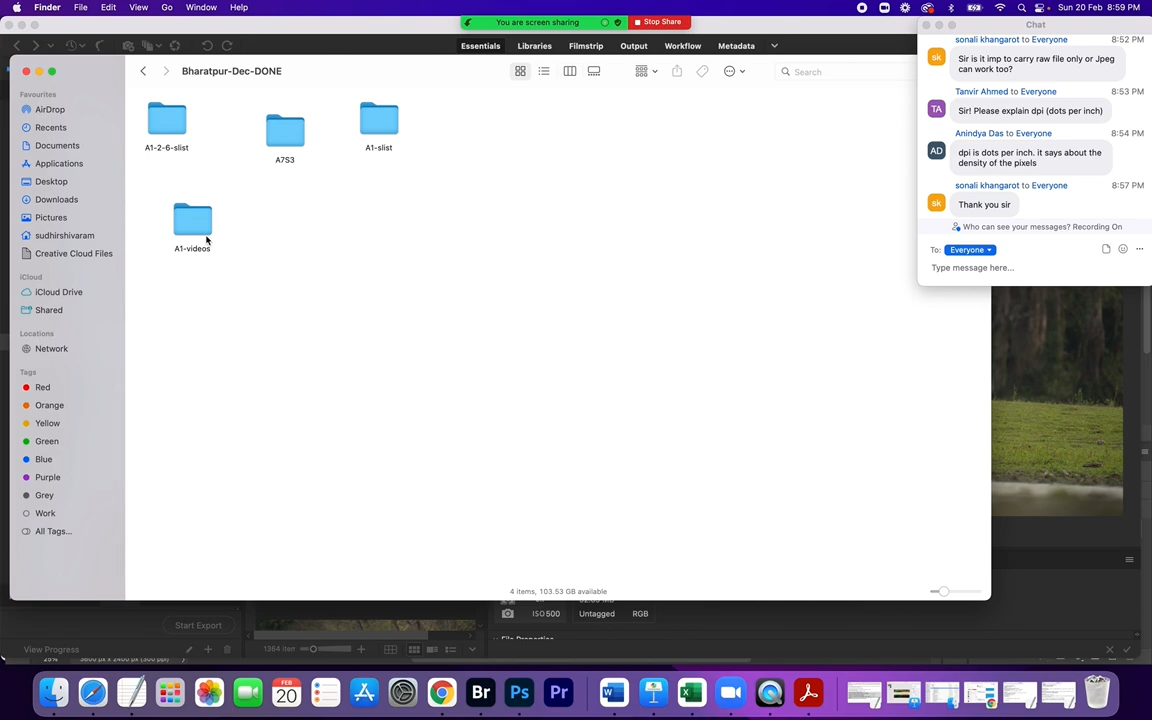 Finder File Edit View Go Window Help
Sun 20 Feb 8:59 PM
You are screen sharing
Stop Share
Chat
Essentials Libraries Filmstrip Output Workflow Metadata
Bharatpur-Dec-DONE
Search
Favourites
AirDrop
Recents
Documents
Applications
Desktop
Downloads
Pictures
sudhirshivaram
Creative Cloud Files
iCloud
iCloud Drive
Shared
Locations
Network
Tags
Red
Orange
Yellow
Green
Blue
Purple
Grey
Work
All Tags...
A1-2-6-slist
A7S3
A1-slist
A1-videos
4 items, 103.53 GB available
sonali khangarot to Everyone 8:52 PM
sk
Sir is it imp to carry raw file only or Jpeg
can work too?
Tanvir Ahmed to Everyone 8:53 PM
TA
Sir! Please explain dpi (dots per inch)
Anindya Das to Everyone 8:54 PM
AD
dpi is dots per inch. it says about the
density of the pixels
sonali khangarot to Everyone 8:57 PM
sk
Thank you sir
Who can see your messages? Recording On
To: Everyone
Type message here...
ISO500 Untagged RGB
Start Export
View Progress
FEB
20
Br
Ps
Pr
W
X